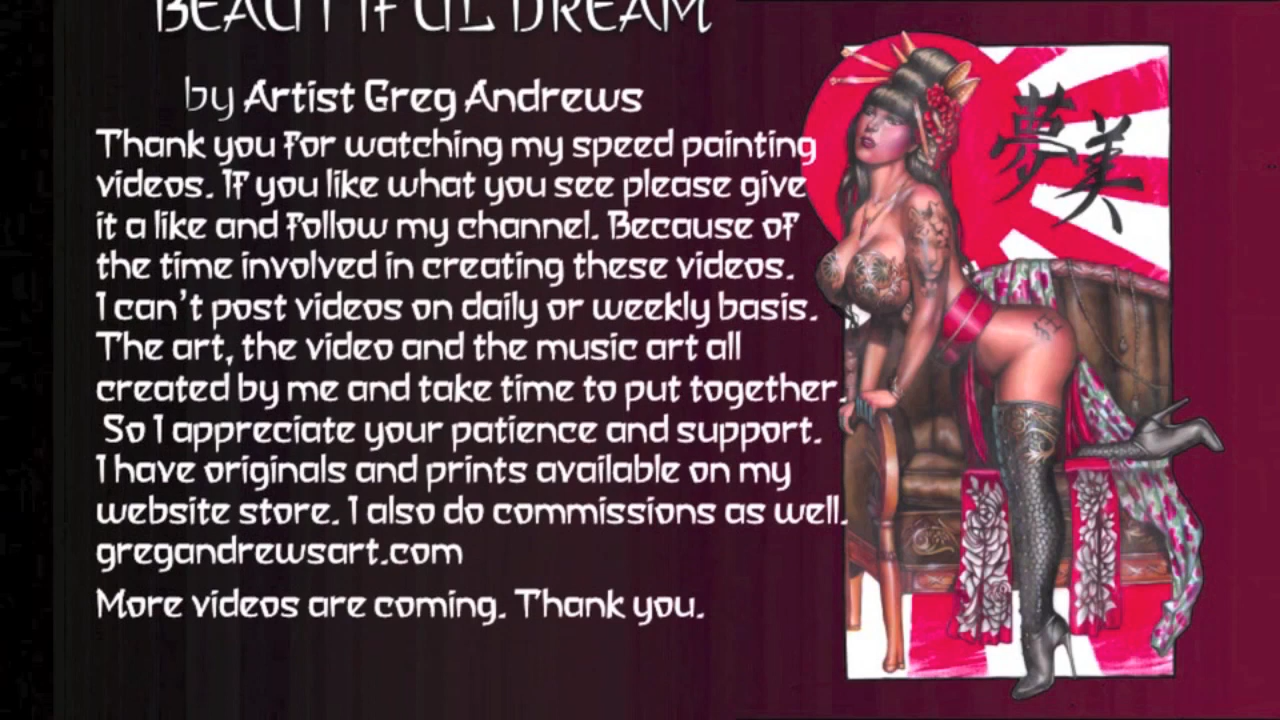 BEAUTIFUL DREAM
by Artist Greg Andrews
Thank you for watching my speed painting
videos. If you like what you see please give
it a like and follow my channel. Because of
the time involved in creating these videos.
I can't post videos on daily or weekly basis.
The art, the video and the music art all
created by me and take time to put together.
So I appreciate your patience and support.
I have originals and prints available on my
website store. I also do commissions as well.
gregandrewsart.com
More videos are coming. Thank you.
夢
美